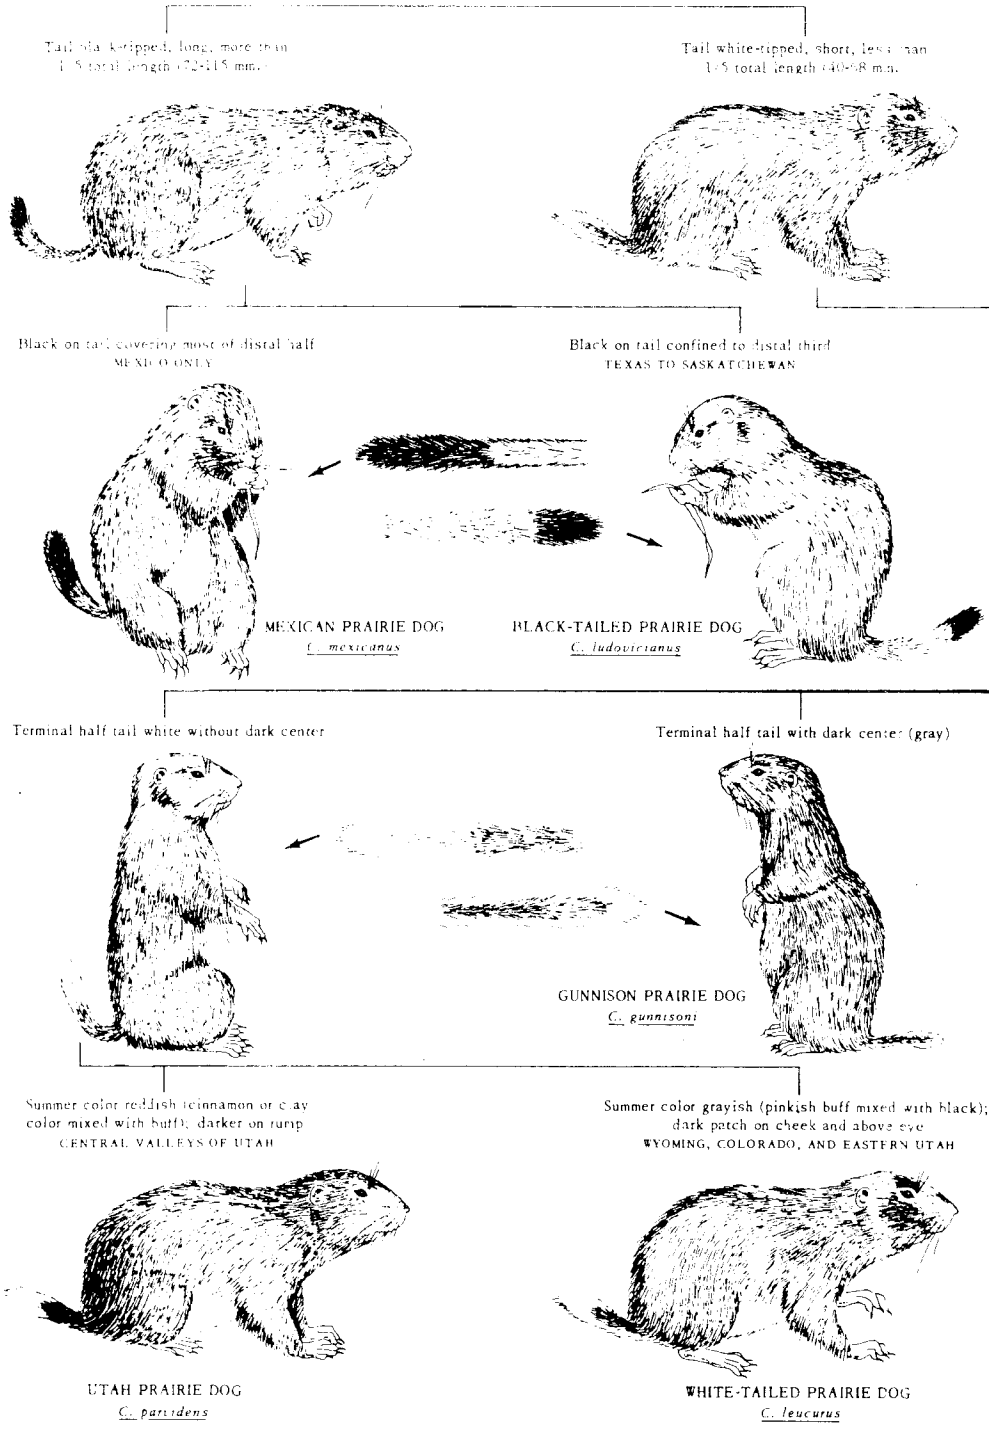 Tail black-tipped, long, more than
1/5 total length (72-115 mm.)
Tail white-tipped, short, less than
1/5 total length (40-68 mm.
Black on tail covering most of distal half
MEXICO ONLY
Black on tail confined to distal third
TEXAS TO SASKATCHEWAN
MEXICAN PRAIRIE DOG
C. mexicanus
BLACK-TAILED PRAIRIE DOG
C. ludovicianus
Terminal half tail white without dark center
Terminal half tail with dark center (gray)
GUNNISON PRAIRIE DOG
C. gunnisoni
Summer color reddish (cinnamon or clay
color mixed with buff); darker on rump
CENTRAL VALLEYS OF UTAH
Summer color grayish (pinkish buff mixed with black);
dark patch on cheek and above eye
WYOMING, COLORADO, AND EASTERN UTAH
UTAH PRAIRIE DOG
C. parvidens
WHITE-TAILED PRAIRIE DOG
C. leucurus